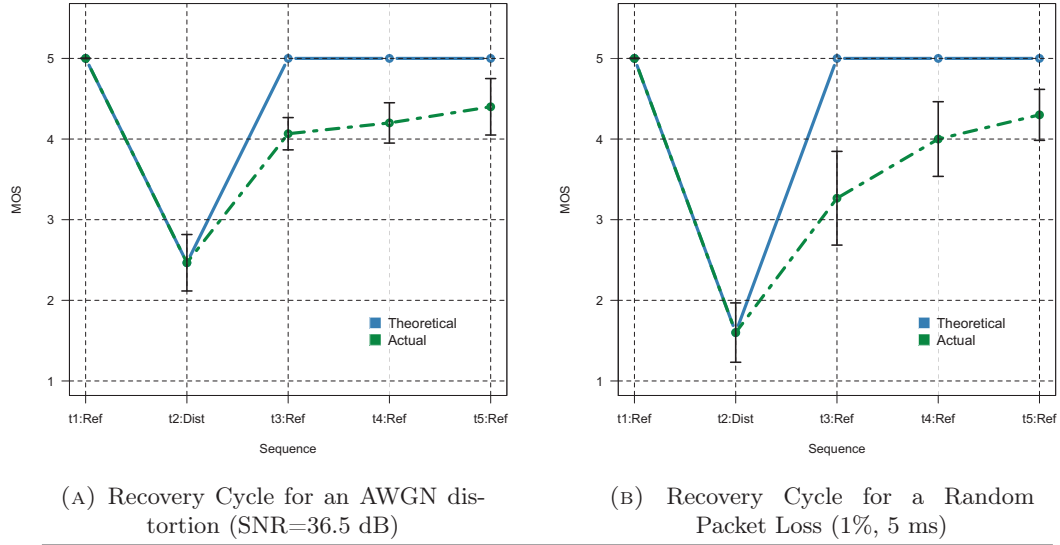 5
4
3
2
1
MOS
Theoretical
Actual
t1:Ref t2:Dist t3:Ref t4:Ref t5:Ref
Sequence
(A) Recovery Cycle for an AWGN dis-
tortion (SNR=36.5 dB)
5
4
3
2
1
MOS
Theoretical
Actual
t1:Ref t2:Dist t3:Ref t4:Ref t5:Ref
Sequence
(B) Recovery Cycle for a Random
Packet Loss (1%, 5 ms)